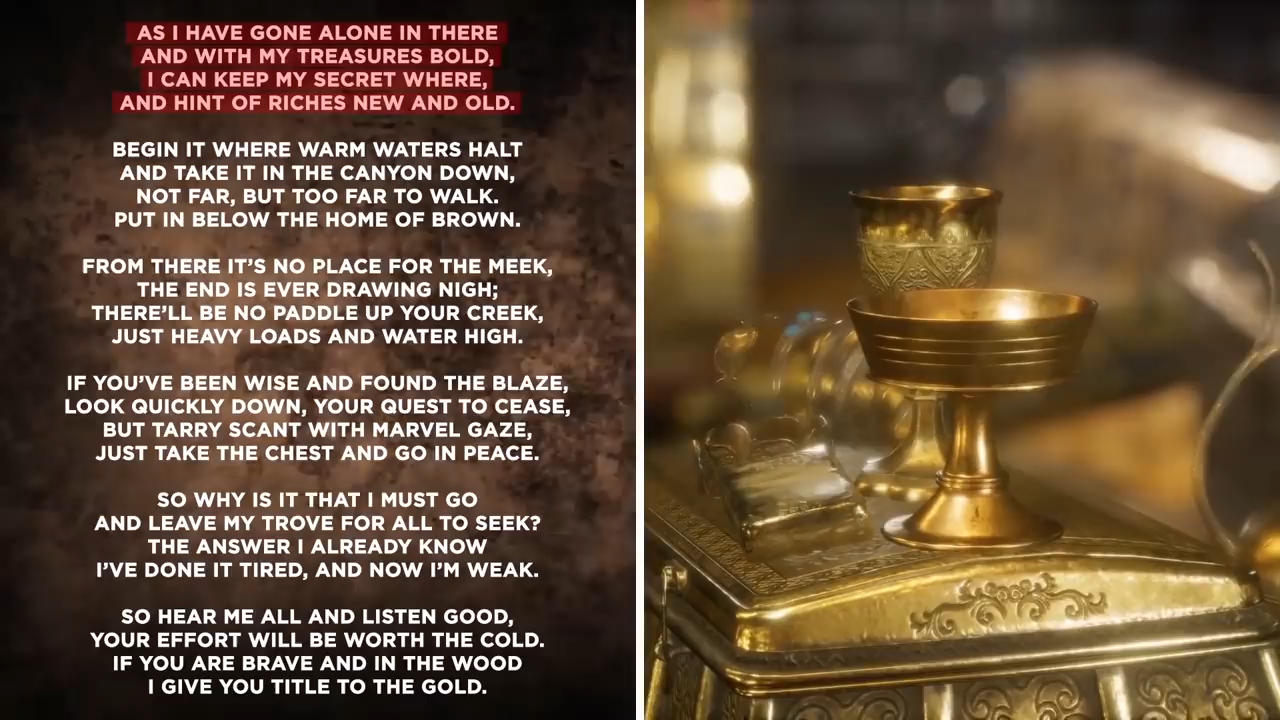 AS I HAVE GONE ALONE IN THERE
AND WITH MY TREASURES BOLD,
I CAN KEEP MY SECRET WHERE,
AND HINT OF RICHES NEW AND OLD.
BEGIN IT WHERE WARM WATERS HALT
AND TAKE IT IN THE CANYON DOWN,
NOT FAR, BUT TOO FAR TO WALK.
PUT IN BELOW THE HOME OF BROWN.
FROM THERE IT'S NO PLACE FOR THE MEEK,
THE END IS EVER DRAWING NIGH;
THERE'LL BE NO PADDLE UP YOUR CREEK,
JUST HEAVY LOADS AND WATER HIGH.
IF YOU'VE BEEN WISE AND FOUND THE BLAZE,
LOOK QUICKLY DOWN, YOUR QUEST TO CEASE,
BUT TARRY SCANT WITH MARVEL GAZE,
JUST TAKE THE CHEST AND GO IN PEACE.
SO WHY IS IT THAT I MUST GO
AND LEAVE MY TROVE FOR ALL TO SEEK?
THE ANSWER I ALREADY KNOW
I'VE DONE IT TIRED, AND NOW I'M WEAK.
SO HEAR ME ALL AND LISTEN GOOD,
YOUR EFFORT WILL BE WORTH THE COLD.
IF YOU ARE BRAVE AND IN THE WOOD
I GIVE YOU TITLE TO THE GOLD.